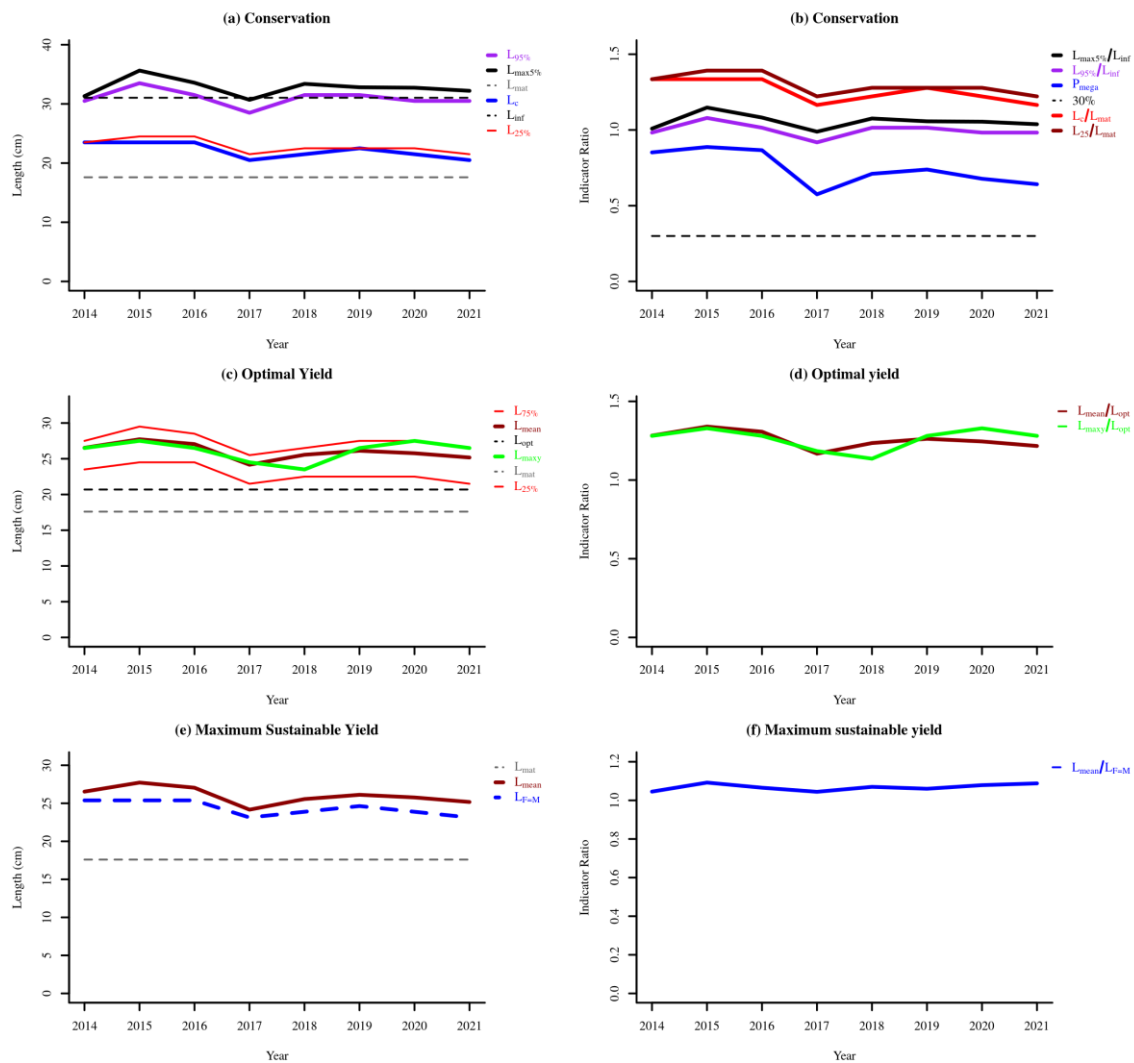 (a) Conservation
Length (cm)
0 10 20 30 40
2014 2015 2016 2017 2018 2019 2020 2021
Year
L95%
Lmax5%
Lmat
Lc
Linf
L25%
(b) Conservation
Indicator Ratio
0.0 0.5 1.0 1.5
2014 2015 2016 2017 2018 2019 2020 2021
Year
Lmax5%/Linf
L95%/Linf
Pmega
30%
Lc/Lmat
L25/Lmat
(c) Optimal Yield
Length (cm)
0 5 10 15 20 25 30
2014 2015 2016 2017 2018 2019 2020 2021
Year
L75%
Lmean
Lopt
Lmaxy
Lmat
L25%
(d) Optimal yield
Indicator Ratio
0.0 0.5 1.0 1.5
2014 2015 2016 2017 2018 2019 2020 2021
Year
Lmean/Lopt
Lmaxy/Lopt
(e) Maximum Sustainable Yield
Length (cm)
0 5 10 15 20 25 30
2014 2015 2016 2017 2018 2019 2020 2021
Year
Lmat
Lmean
LF=M
(f) Maximum sustainable yield
Indicator Ratio
0.0 0.2 0.4 0.6 0.8 1.0 1.2
2014 2015 2016 2017 2018 2019 2020 2021
Year
Lmean/LF=M